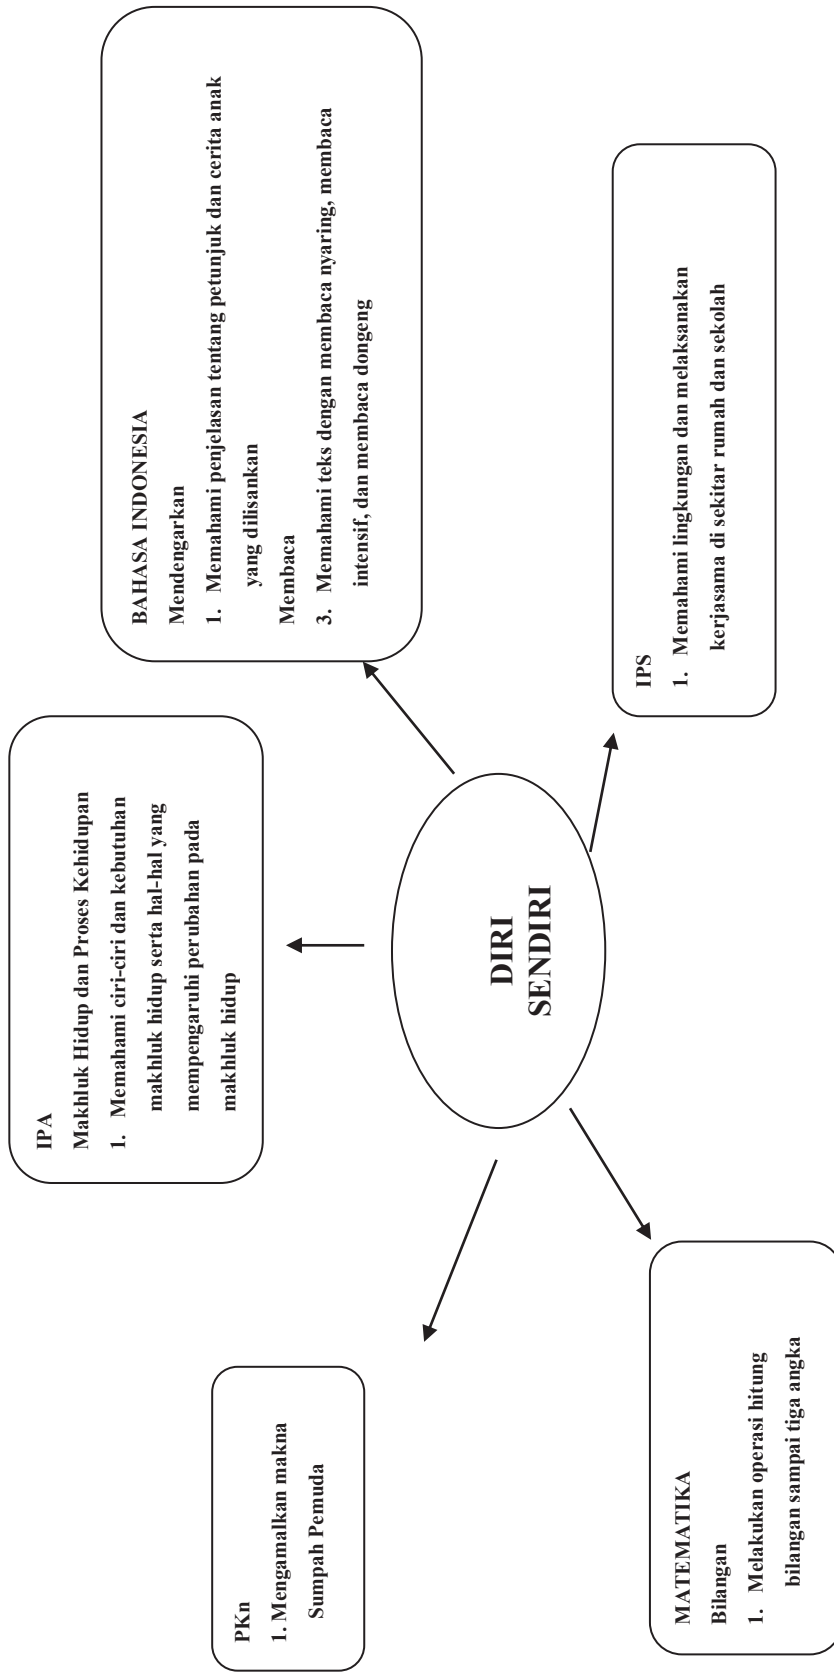 PKn
1. Mengamalkan makna
Sumpah Pemuda
IPA
Makhluk Hidup dan Proses Kehidupan
1. Memahami ciri-ciri dan kebutuhan
makhluk hidup serta hal-hal yang
mempengaruhi perubahan pada
makhluk hidup
BAHASA INDONESIA
Mendengarkan
1. Memahami penjelasan tentang petunjuk dan cerita anak
yang dilisankan
Membaca
3. Memahami teks dengan membaca nyaring, membaca
intensif, dan membaca dongeng
DIRI
SENDIRI
MATEMATIKA
Bilangan
1. Melakukan operasi hitung
bilangan sampai tiga angka
IPS
1. Memahami lingkungan dan melaksanakan
kerjasama di sekitar rumah dan sekolah